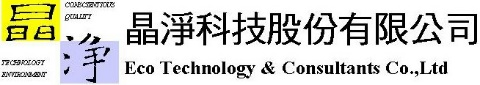 晶
CONSCIENTIOUS
QUALITY
淨
TECHNOLOGY
ENVIRONMENT
晶淨科技股份有限公司
Eco Technology & Consultants Co.,Ltd